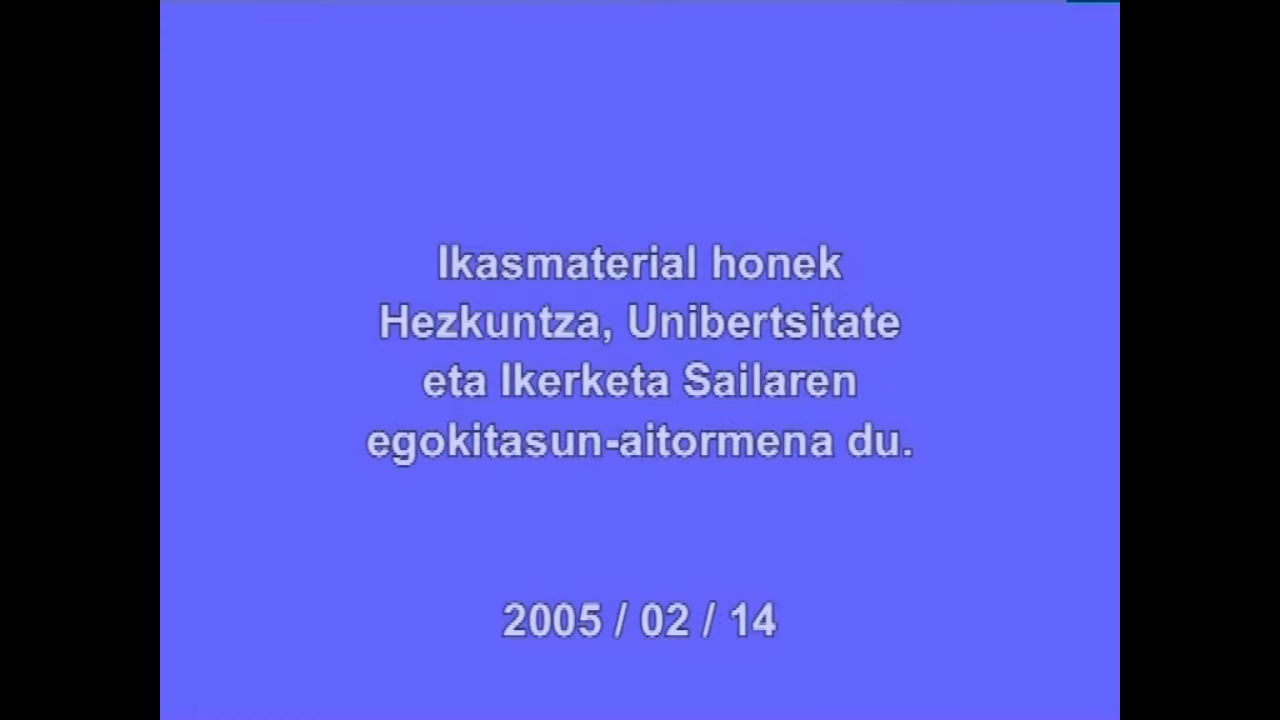 Ikasmaterial honek
Hezkuntza, Unibertsitate
eta Ikerketa Sailaren
egokitasun-aitormena du.
2005 / 02 / 14